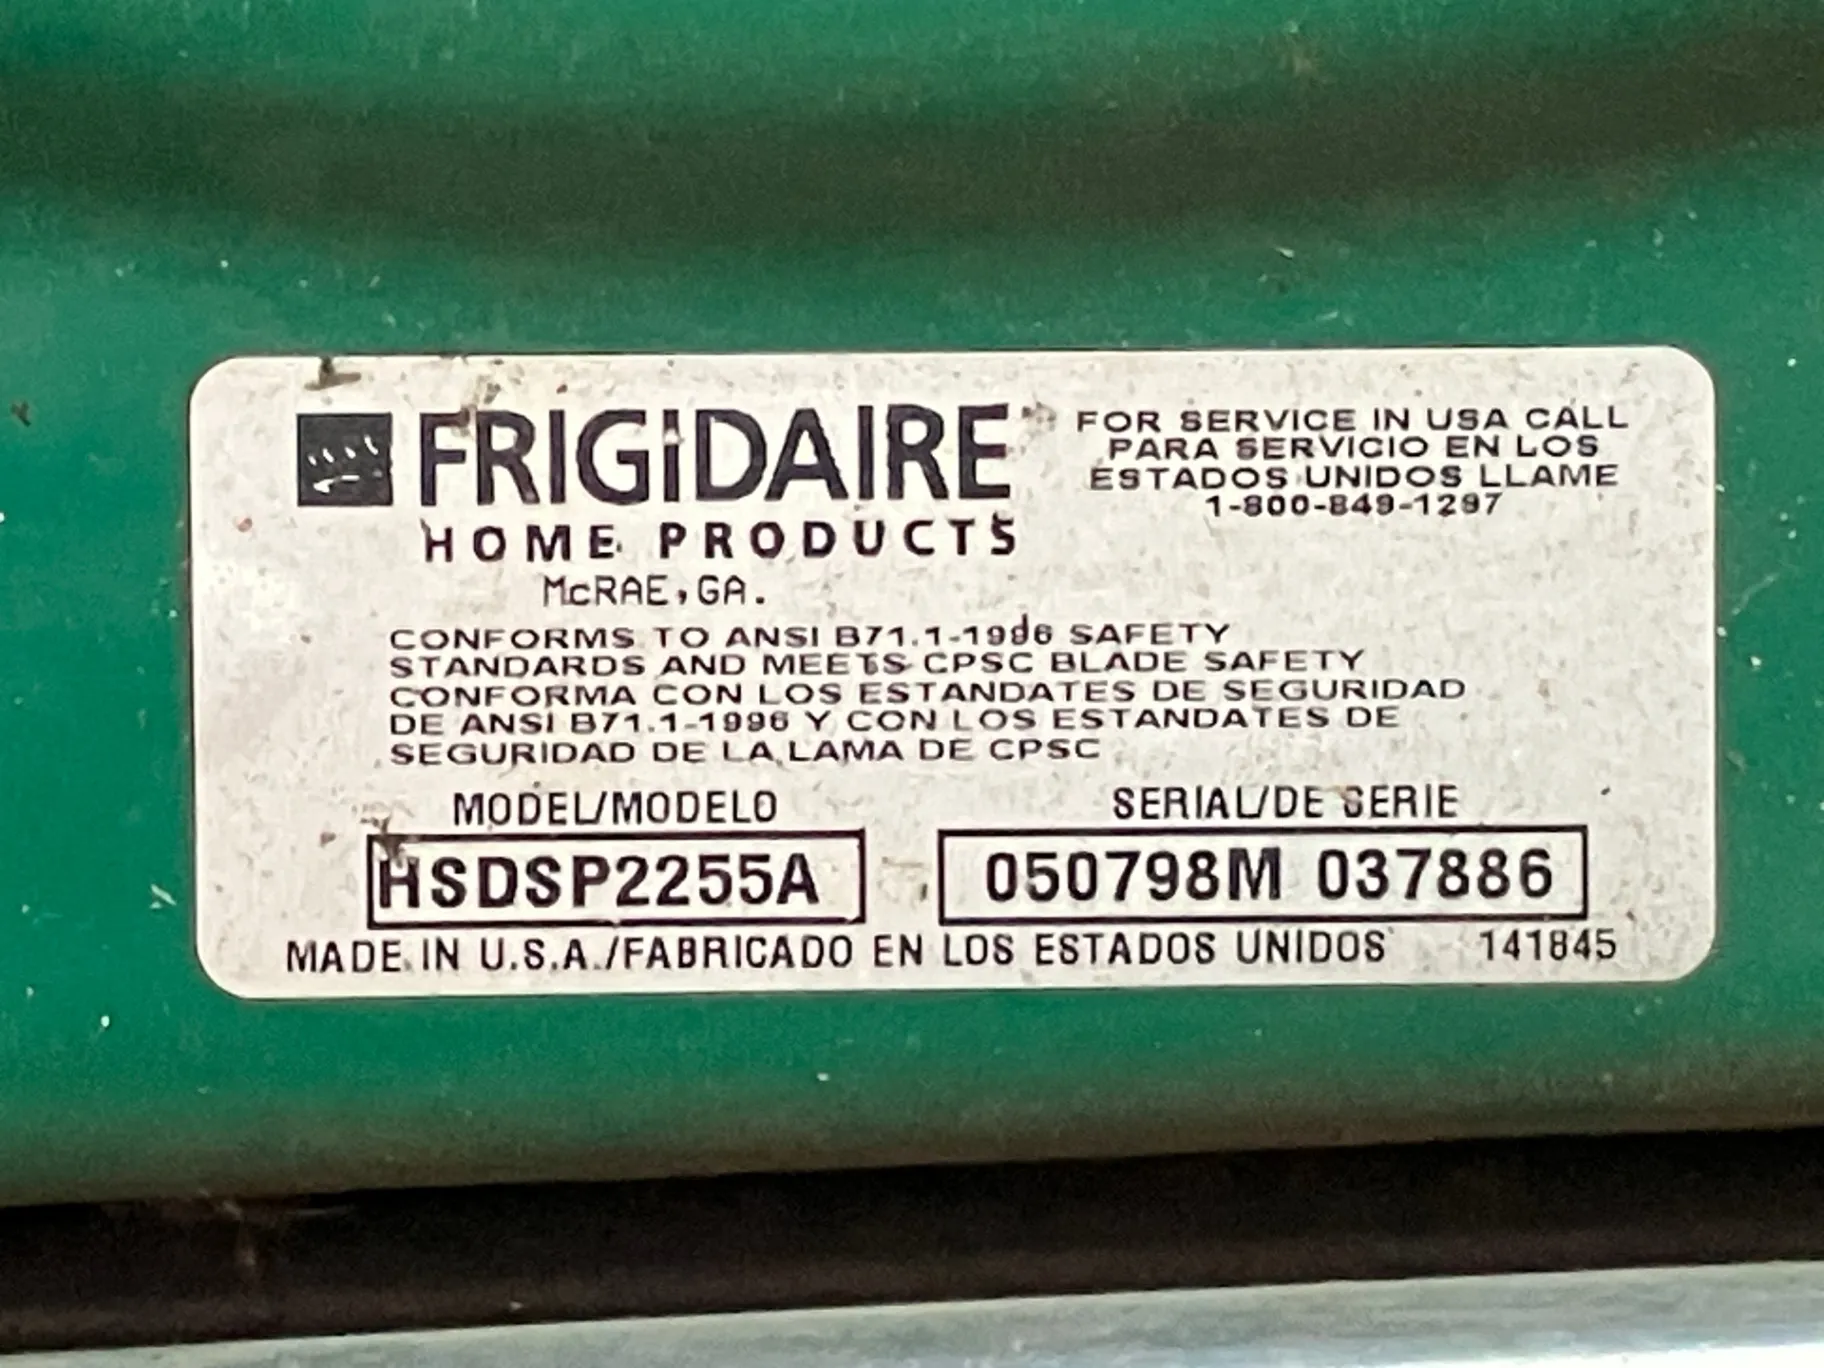 FRIGiDAIRE
HOME PRODUCTS
McRAE, GA.
FOR SERVICE IN USA CALL
PARA SERVICIO EN LOS
ESTADOS UNIDOS LLAME
1-800-849-1297
CONFORMS TO ANSI B71.1-1996 SAFETY
STANDARDS AND MEETS CPSC BLADE SAFETY
CONFORMA CON LOS ESTANDATES DE SEGURIDAD
DE ANSI B71.1-1996 Y CON LOS ESTANDATES DE
SEGURIDAD DE LA LAMA DE CPSC
MODEL/MODELO
HSDSP2255A
SERIAL/DE SERIE
050798M 037886
MADE IN U.S.A./FABRICADO EN LOS ESTADOS UNIDOS 141845